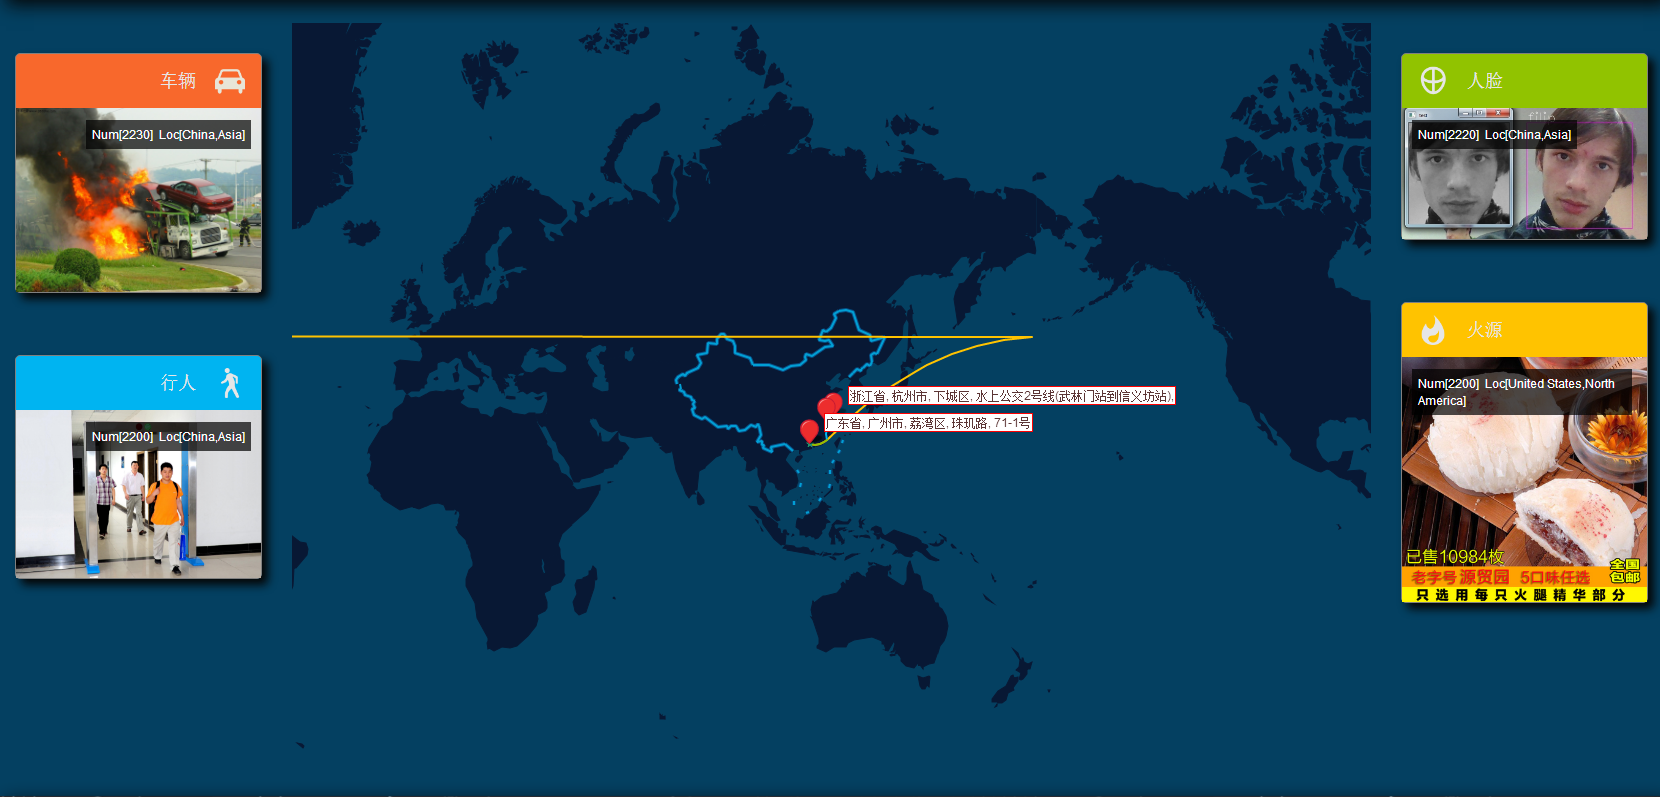 车辆
Num[2230] Loc[China,Asia]
行人
Num[2200] Loc[China,Asia]
浙江省, 杭州市, 下城区, 水上公交2号线(武林门站到信义坊站),
广东省, 广州市, 荔湾区, 珠玑路, 71-1号
人脸
test
Num[2220] Loc[China,Asia]
火源
Num[2200] Loc[United States,North
America]
已售10984枚
全国
包邮
老字号源贸园 5口味任选
只选用每只火腿精华部分